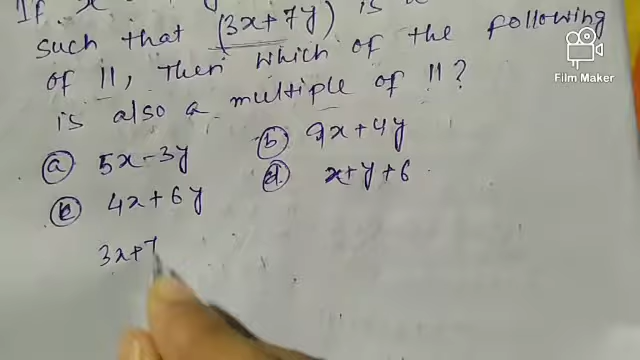 If x
such that (3x+7y) is a
of 11, Then which of the following
is also a multiple of 11?
(a) 5x-3y (b) 9x+4y
(c) 4x+6y (d) x+y+6
3x+7
Film Maker